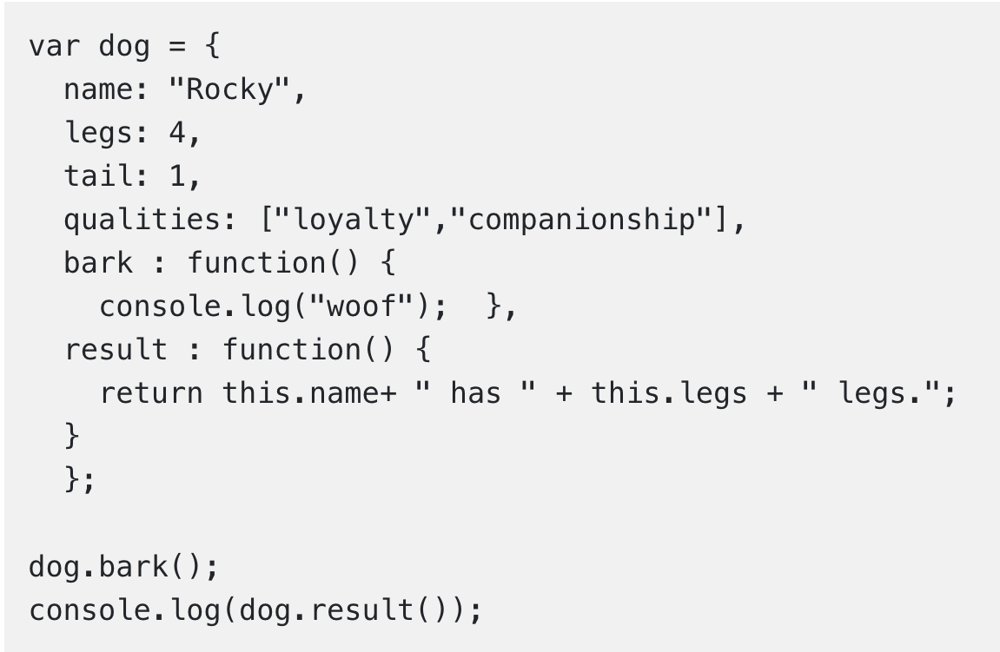 var dog = {
  name: "Rocky",
  legs: 4,
  tail: 1,
  qualities: ["loyalty","companionship"],
  bark : function() {
    console.log("woof");  },
  result : function() {
    return this.name+ " has " + this.legs + " legs.";
  }
  };

dog.bark();
console.log(dog.result());